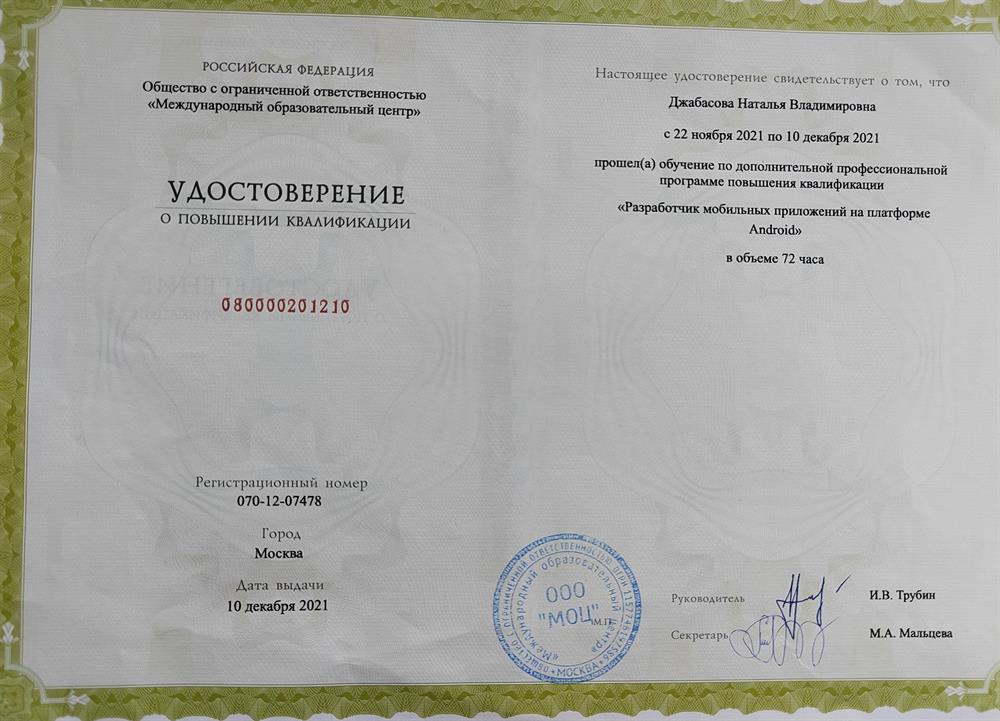 РОССИЙСКАЯ ФЕДЕРАЦИЯ
Общество с ограниченной ответственностью
«Международный образовательный центр»
УДОСТОВЕРЕНИЕ
О ПОВЫШЕНИИ КВАЛИФИКАЦИИ
080000201210
Регистрационный номер
070-12-07478
Город
Москва
Дата выдачи
10 декабря 2021
Настоящее удостоверение свидетельствует о том, что
Джабасова Наталья Владимировна
с 22 ноября 2021 по 10 декабря 2021
прошел(а) обучение по дополнительной профессиональной
программе повышения квалификации
«Разработчик мобильных приложений на платформе
Android»
в объеме 72 часа
Руководитель
И.В. Трубин
Секретарь
М.А. Мальцева
М.П.
ООО
"МОЦ"
«Международный образовательный центр»
МОСКВА